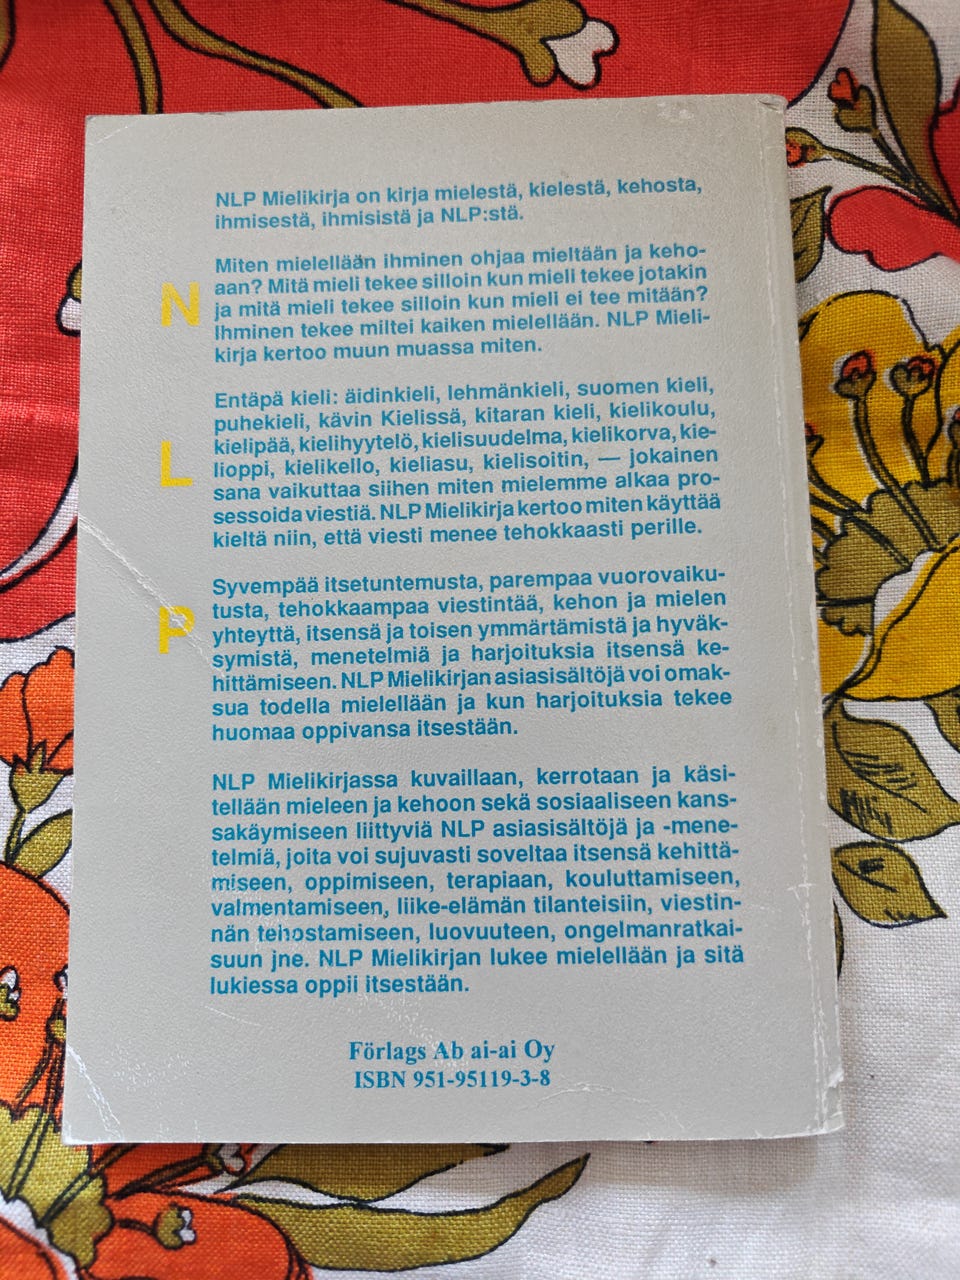 NLP Mielikirja on kirja mielestä, kielestä, kehosta,
ihmisestä, ihmisistä ja NLP:stä.
Miten mielellään ihminen ohjaa mieltään ja keho-
aan? Mitä mieli tekee silloin kun mieli tekee jotakin
N
ja mitä mieli tekee silloin kun mieli ei tee mitään?
Ihminen tekee miltei kaiken mielellään. NLP Mieli-
kirja kertoo muun muassa miten.
Entäpä kieli: äidinkieli, lehmänkieli, suomen kieli,
puhekieli, kävin Kielissä, kitaran kieli, kielikoulu,
kielipää, kielihyytelö, kielisuudelma, kielikorva, kie-
L
lioppi, kielikello, kieliasu, kielisoitin, — jokainen
sana vaikuttaa siihen miten mielemme alkaa pro-
sessoida viestiä. NLP Mielikirja kertoo miten käyttää
kieltä niin, että viesti menee tehokkaasti perille.
Syvempää itsetuntemusta, parempaa vuorovaiku-
tusta, tehokkaampaa viestintää, kehon ja mielen
P
yhteyttä, itsensä ja toisen ymmärtämistä ja hyväk-
symistä, menetelmiä ja harjoituksia itsensä ke-
hittämiseen. NLP Mielikirjan asiasisältöjä voi omak-
sua todella mielellään ja kun harjoituksia tekee
huomaa oppivansa itsestään.
NLP Mielikirjassa kuvaillaan, kerrotaan ja käsi-
tellään mieleen ja kehoon sekä sosiaaliseen kans-
sakäymiseen liittyviä NLP asiasisältöjä ja -mene-
telmiä, joita voi sujuvasti soveltaa itsensä kehittä-
miseen, oppimiseen, terapiaan, kouluttamiseen,
valmentamiseen, liike-elämän tilanteisiin, viestin-
nän tehostamiseen, luovuuteen, ongelmanratkai-
suun jne. NLP Mielikirjan lukee mielellään ja sitä
lukiessa oppii itsestään.
Förlags Ab ai-ai Oy
ISBN 951-95119-3-8